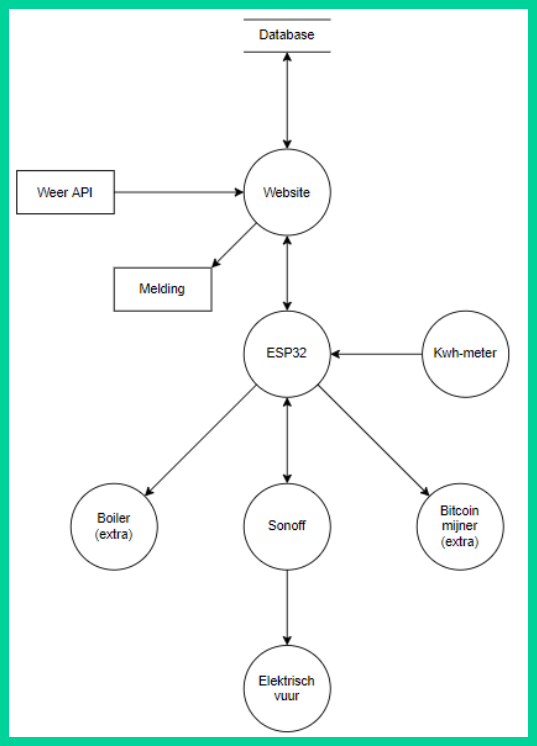 Database
Weer API
Website
Melding
ESP32
Kwh-meter
Boiler
(extra)
Sonoff
Bitcoin
mijner
(extra)
Elektrisch
vuur